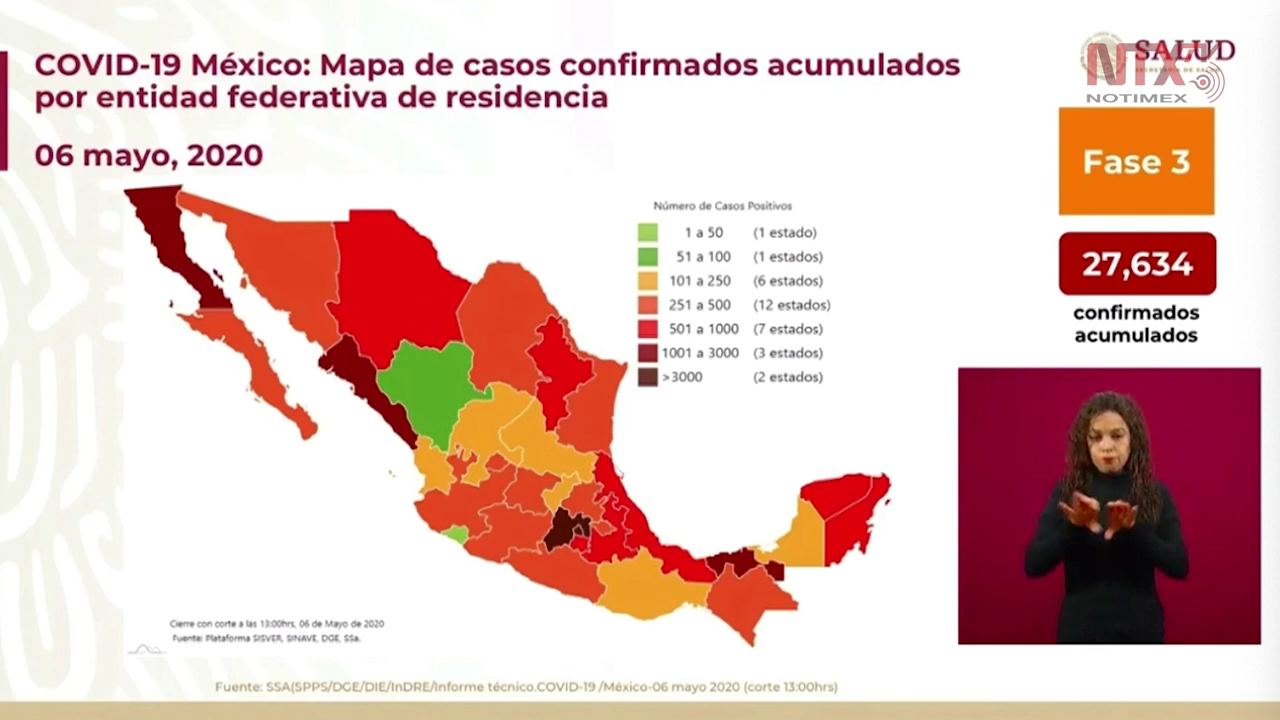 COVID-19 México: Mapa de casos confirmados acumulados
por entidad federativa de residencia
06 mayo, 2020
SALUD
NTX
NOTIMEX
Fase 3
27,634
confirmados
acumulados
Número de Casos Positivos
1 a 50 (1 estado)
51 a 100 (1 estados)
101 a 250 (6 estados)
251 a 500 (12 estados)
501 a 1000 (7 estados)
1001 a 3000 (3 estados)
>3000 (2 estados)
Cierre con corte a las 13:00hrs, 06 de Mayo de 2020
Fuente: Plataforma SISVER, SINAVE, DGE, SSa.
Fuente: SSA(SPPS/DGE/DIE/InDRE/Informe técnico.COVID-19 /México-06 mayo 2020 (corte 13:00hrs)